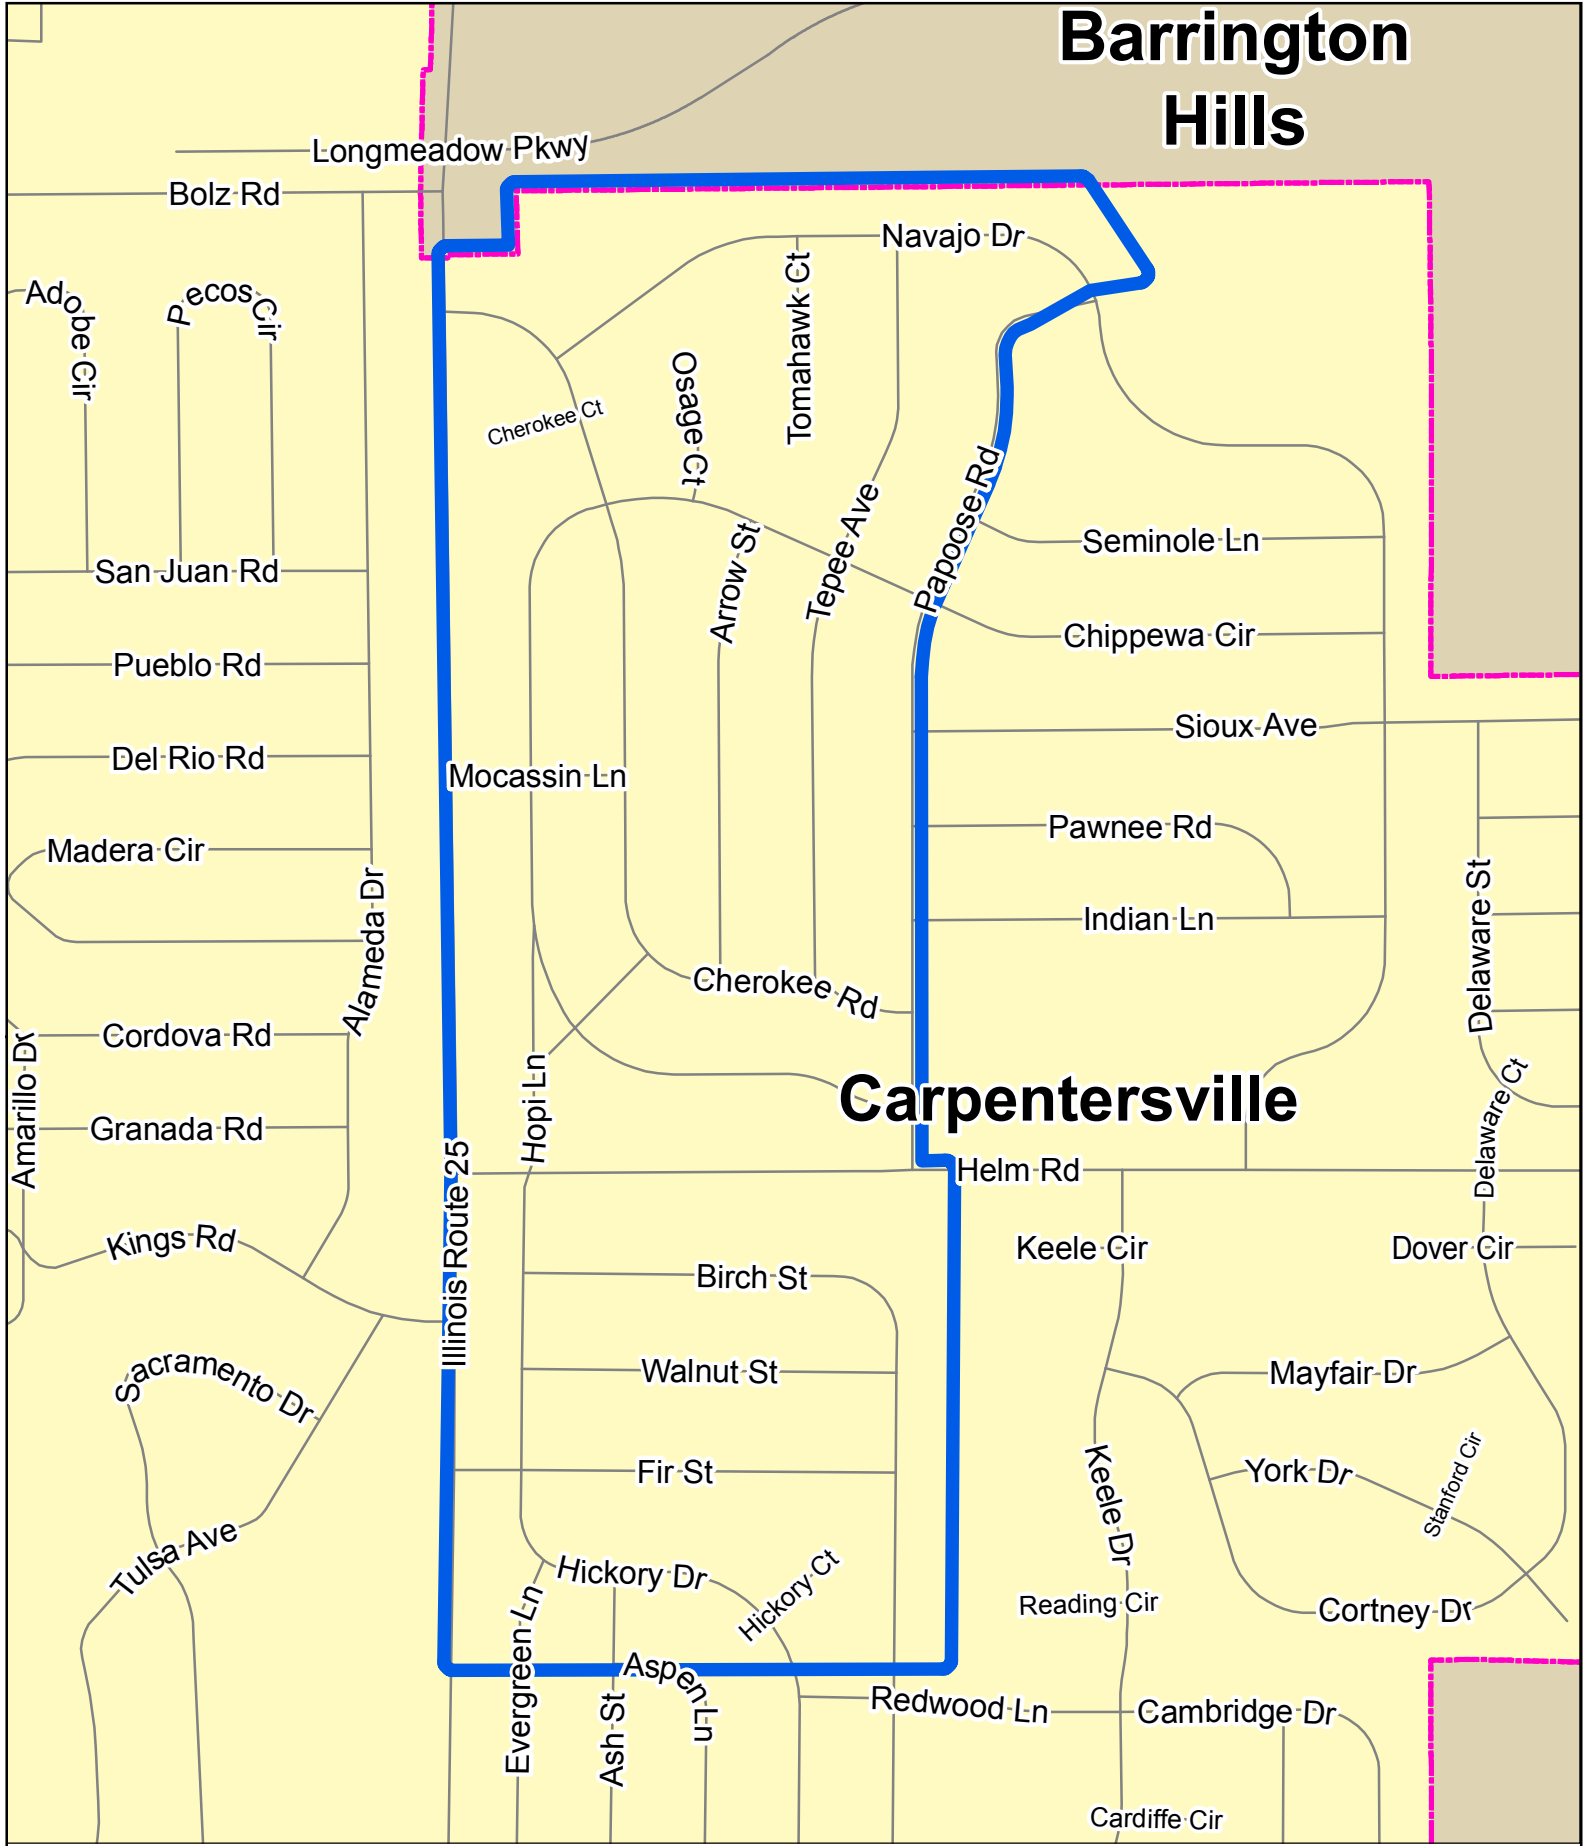 Barrington
Hills
Longmeadow Pkwy
Bolz Rd
Navajo Dr
Adobe Cir
Pecos Cir
Tomahawk Ct
Osage Ct
Cherokee Ct
Papoose Rd
Tepee Ave
Arrow St
Seminole Ln
San Juan Rd
Chippewa Cir
Pueblo Rd
Sioux Ave
Del Rio Rd
Mocassin Ln
Pawnee Rd
Madera Cir
Alameda Dr
Delaware St
Indian Ln
Cherokee Rd
Cordova Rd
Amarillo Dr
Hopi Ln
Carpentersville
Delaware Ct
Granada Rd
Illinois Route 25
Helm Rd
Kings Rd
Keele Cir
Dover Cir
Birch St
Sacramento Dr
Walnut St
Mayfair Dr
Fir St
York Dr
Stanford Cir
Keele Dr
Tulsa Ave
Hickory Dr
Hickory Ct
Evergreen Ln
Reading Cir
Cortney Dr
Aspen Ln
Ash St
Redwood Ln
Cambridge Dr
Cardiffe Cir